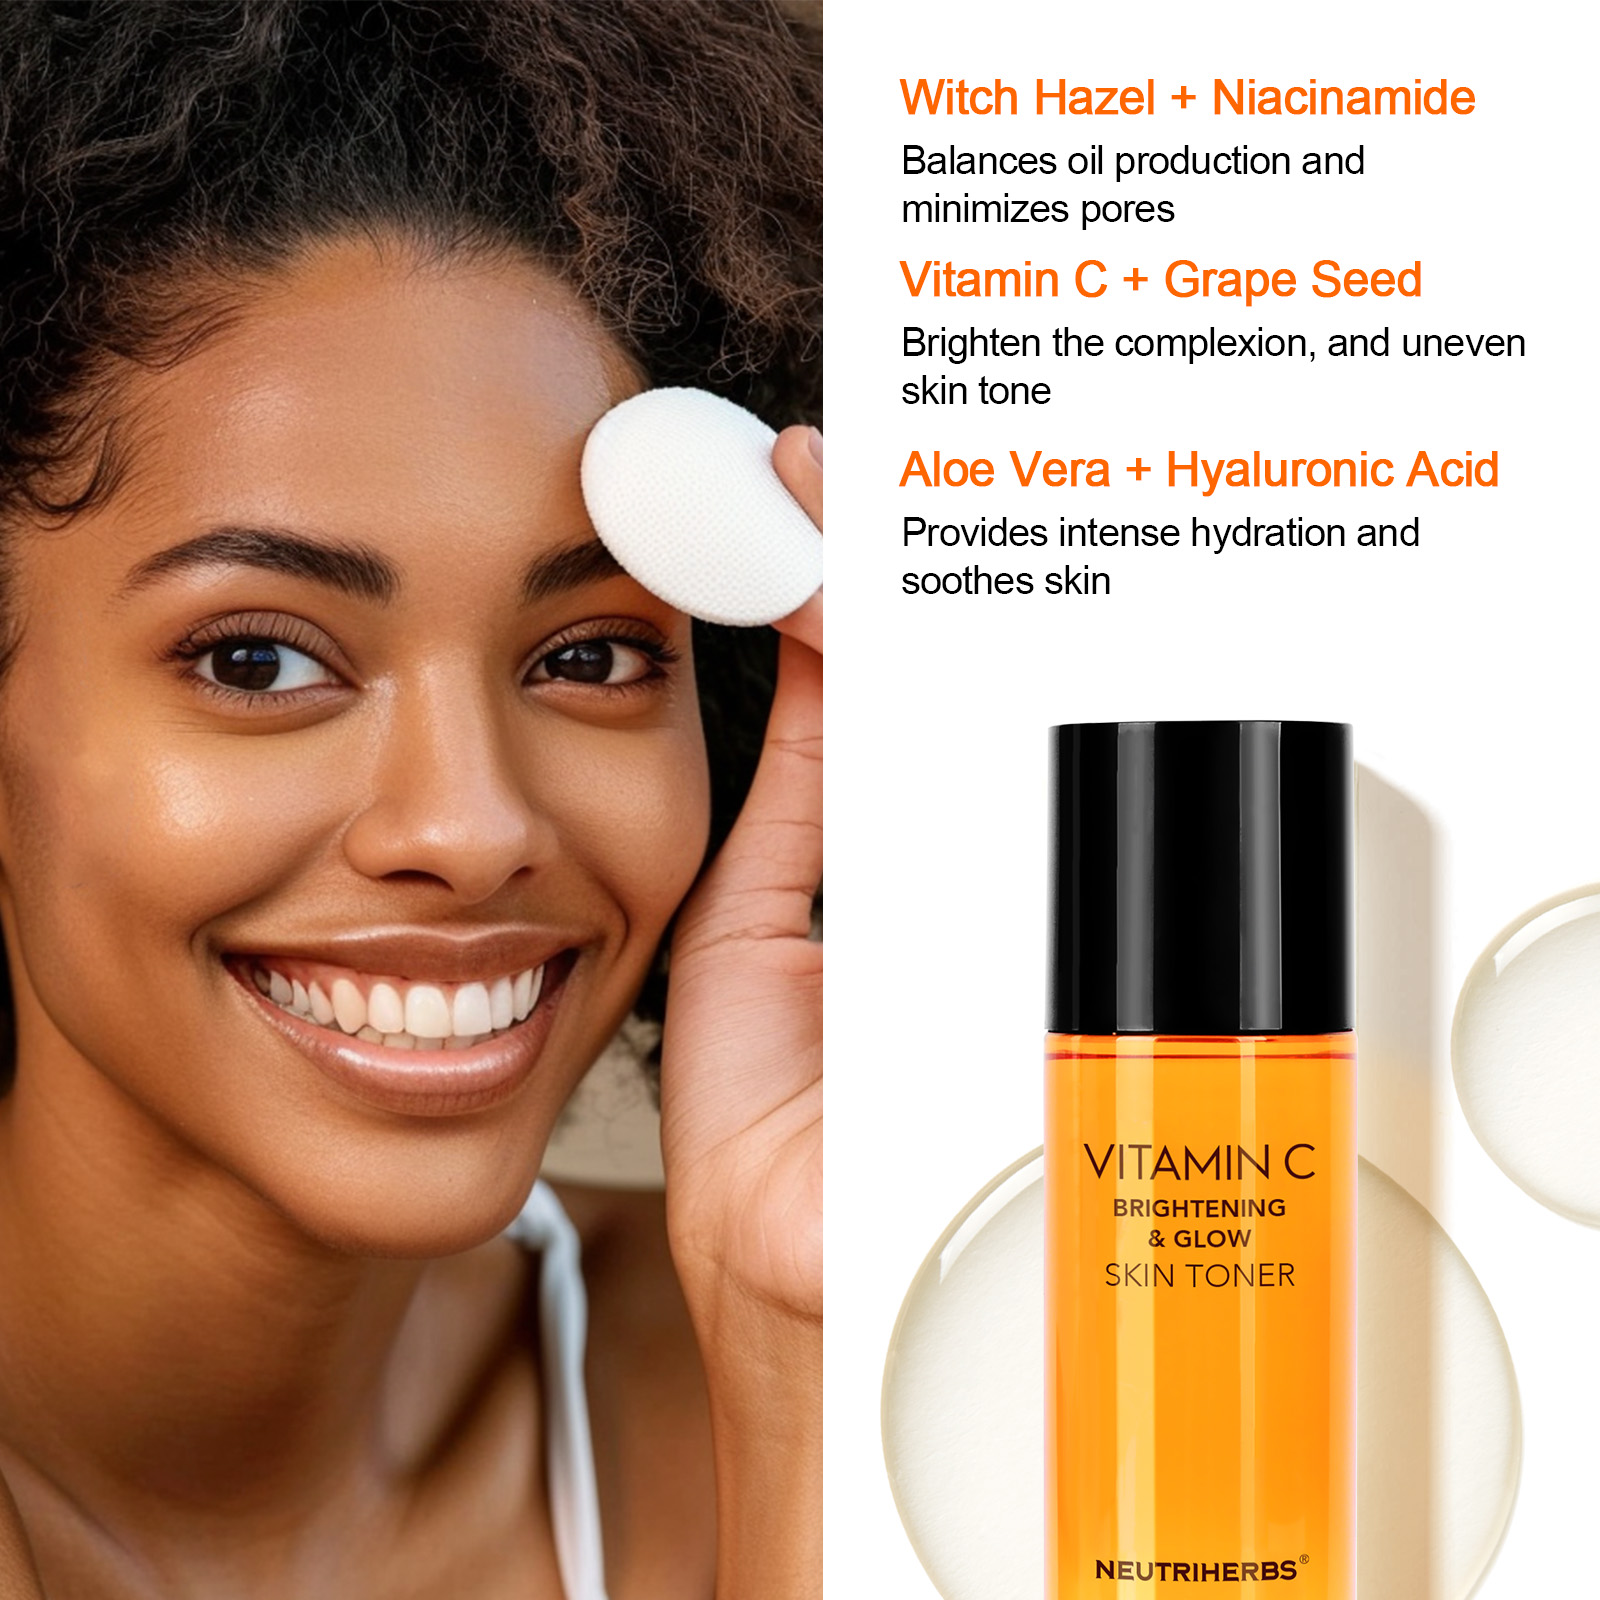 Witch Hazel + Niacinamide
Balances oil production and
minimizes pores
Vitamin C + Grape Seed
Brighten the complexion, and uneven
skin tone
Aloe Vera + Hyaluronic Acid
Provides intense hydration and
soothes skin
VITAMIN C
BRIGHTENING
& GLOW
SKIN TONER
NEUTRIHERBS®